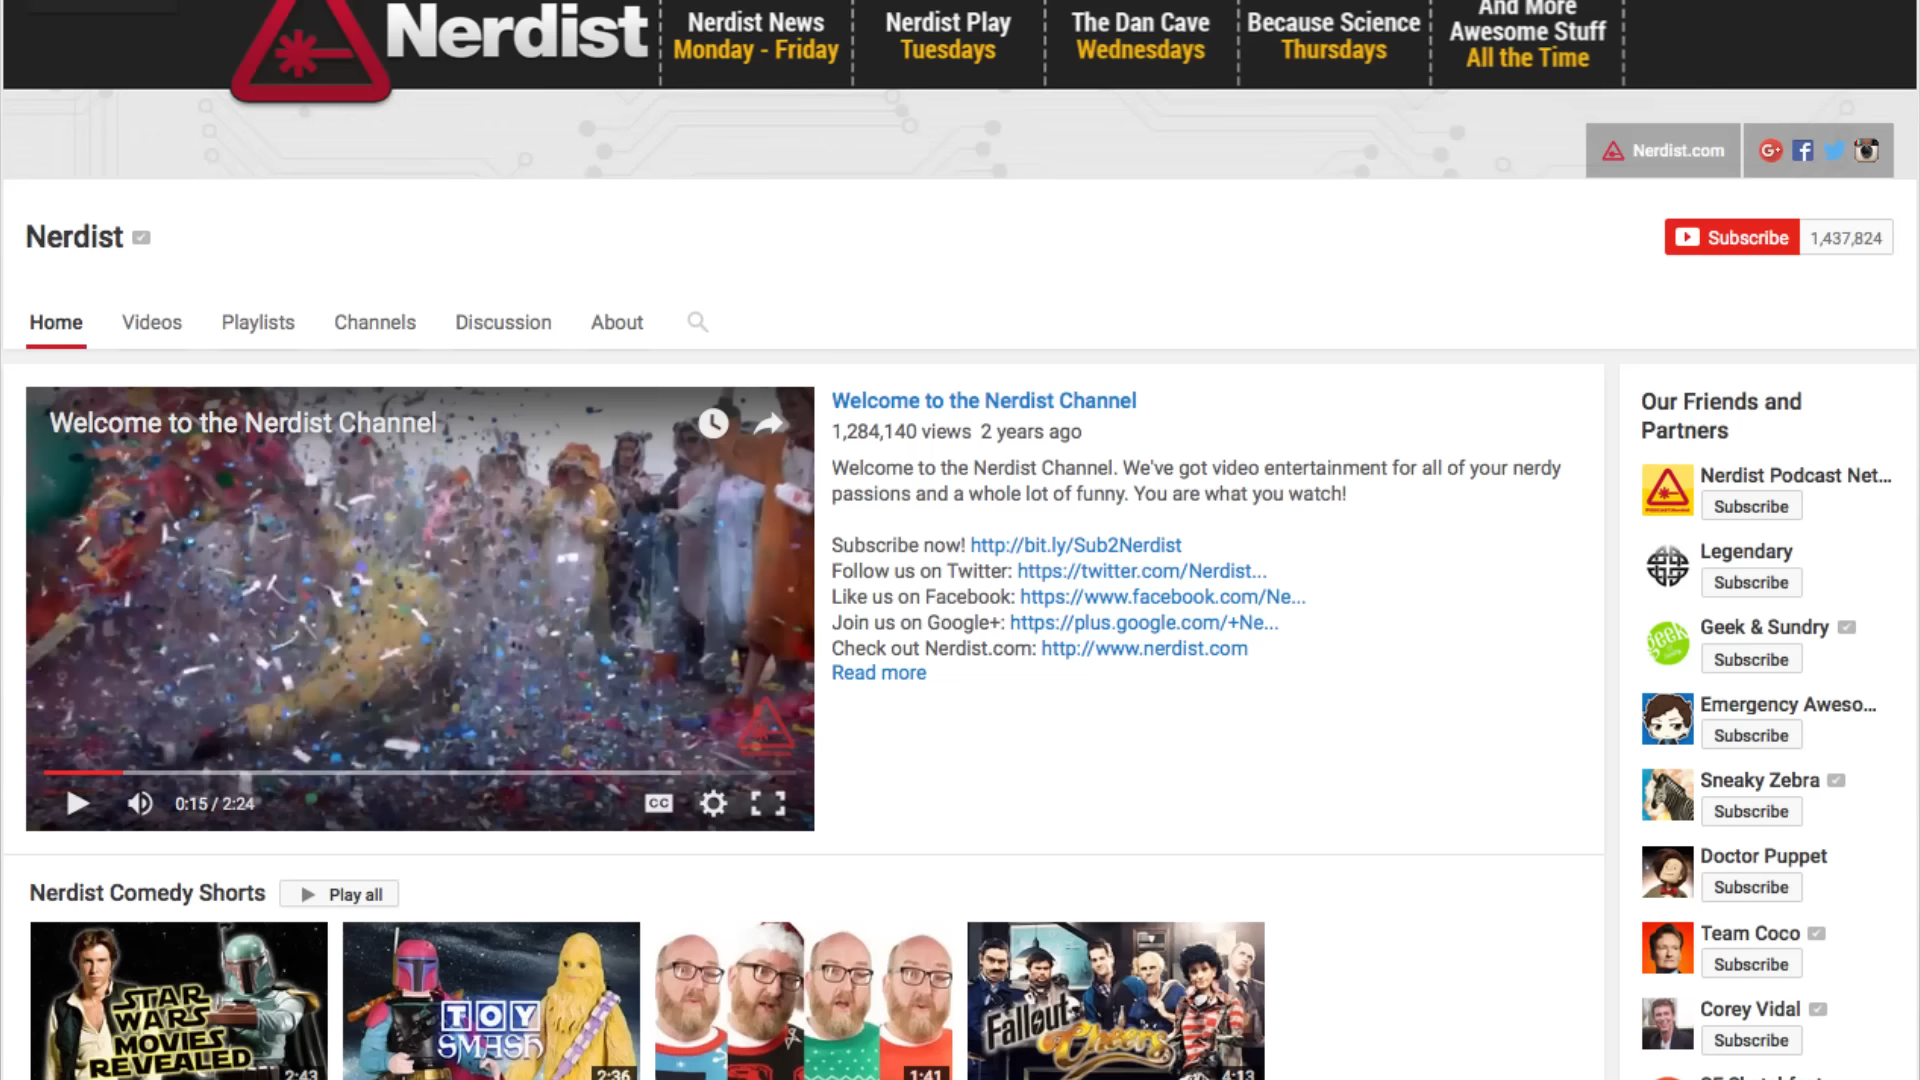 Nerdist
Nerdist News
Monday - Friday
Nerdist Play
Tuesdays
The Dan Cave
Wednesdays
Because Science
Thursdays
And More
Awesome Stuff
All the Time
Nerdist.com
Nerdist
Subscribe 1,437,824
Home Videos Playlists Channels Discussion About
Welcome to the Nerdist Channel
0:15 / 2:24
CC
Welcome to the Nerdist Channel
1,284,140 views 2 years ago
Welcome to the Nerdist Channel. We've got video entertainment for all of your nerdy
passions and a whole lot of funny. You are what you watch!
Subscribe now! http://bit.ly/Sub2Nerdist
Follow us on Twitter: https://twitter.com/Nerdist...
Like us on Facebook: https://www.facebook.com/Ne...
Join us on Google+: https://plus.google.com/+Ne...
Check out Nerdist.com: http://www.nerdist.com
Read more
Our Friends and
Partners
Nerdist Podcast Net...
Subscribe
Legendary
Subscribe
Geek & Sundry
Subscribe
Emergency Aweso...
Subscribe
Sneaky Zebra
Subscribe
Doctor Puppet
Subscribe
Team Coco
Subscribe
Corey Vidal
Subscribe
Nerdist Comedy Shorts Play all
STAR
WARS
MOVIES
REVEALED
2:43
TOY
SMASH
2:36
1:41
Fallout
Cheers
4:13